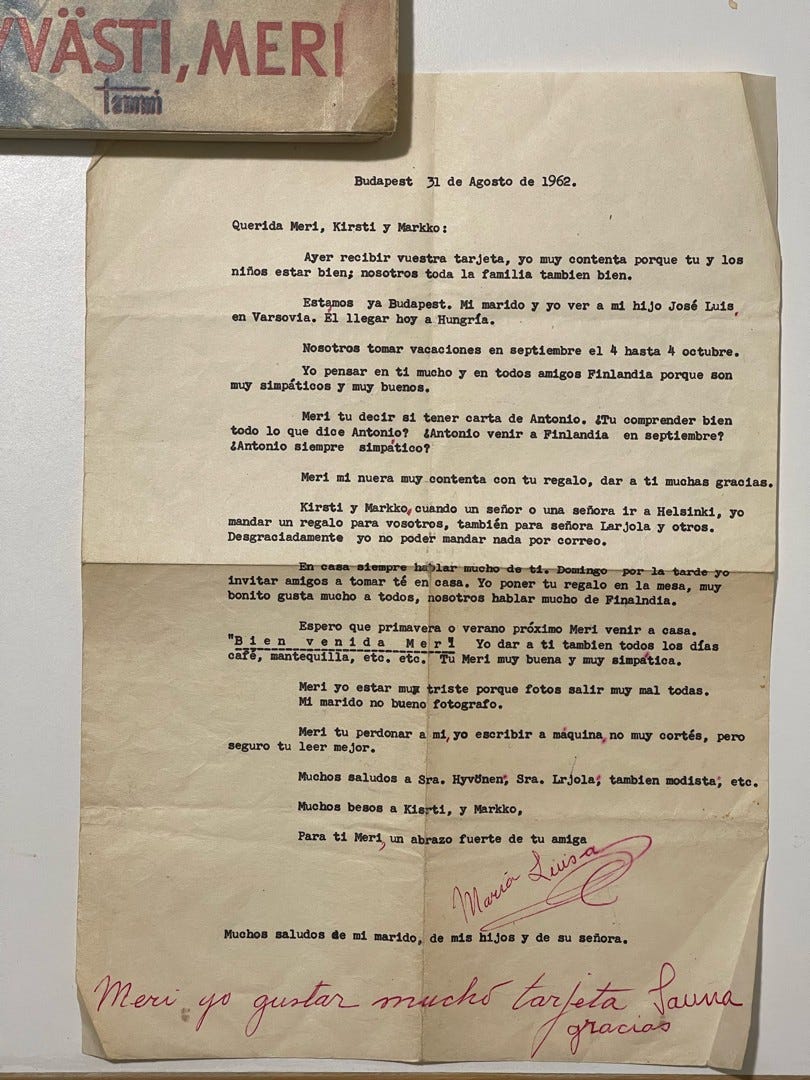 YVÄSTI, MERI
tammi
Budapest 31 de Agosto de 1962.
Querida Meri, Kirsti y Markko:
Ayer recibir vuestra tarjeta, yo muy contenta porque tu y los
niños estar bien; nosotros toda la familia tambien bien.
Estamos ya Budapest. Mi marido y yo ver a mi hijo José Luis,
en Varsovia. Él llegar hoy a Hungría.
Nosotros tomar vacaciones en septiembre el 4 hasta 4 octubre.
Yo pensar en ti mucho y en todos amigos Finlandia porque son
muy simpáticos y muy buenos.
Meri tu decir si tener carta de Antonio. ¿Tu comprender bien
todo lo que dice Antonio? ¿Antonio venir a Finlandia en septiembre?
¿Antonio siempre simpático?
Meri mi nuera muy contenta con tu regalo, dar a ti muchas gracias.
Kirsti y Markko, cuando un señor o una señora ir a Helsinki, yo
mandar un regalo para vosotros, también para señora Larjola y otros.
Desgraciadamente yo no poder mandar nada por correo.
En casa siempre hablar mucho de ti. Domingo por la tarde yo
invitar amigos a tomar té en casa. Yo poner tu regalo en la mesa, muy
bonito gusta mucho a todos, nosotros hablar mucho de Finalndia.
Espero que primavera o verano próximo Meri venir a casa.
"B i e n v e n i d a M e r i" Yo dar a ti tambien todos los días
café, mantequilla, etc. etc. Tu Meri muy buena y muy simpática.
Meri yo estar muy triste porque fotos salir muy mal todas.
Mi marido no bueno fotografo.
Meri tu perdonar a mi, yo escribir a máquina, no muy cortés, pero
seguro tu leer mejor.
Muchos saludos a Sra. Hyvönen, Sra. Lrjola, tambien modista, etc.
Muchos besos a Kisrti, y Markko,
Para ti Meri, un abrazo fuerte de tu amiga
María Luisa
Muchos saludos de mi marido, de mis hijos y de su señora.
Meri yo gustar mucho tarjeta Sauna
gracias